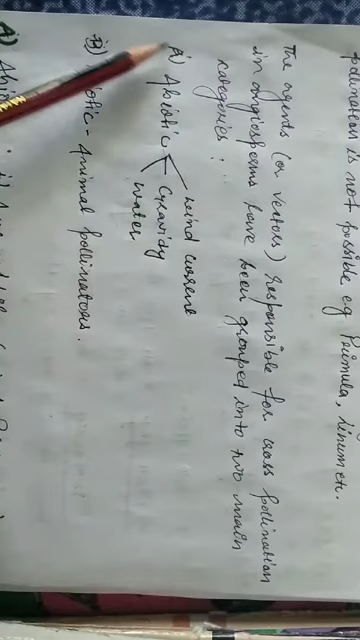 pollination is not possible eg Primula, Linum etc.
The agents (or vectors) responsible for cross pollination
in angiosperms have been grouped into two main
categories :
A) Abiotic
wind current
Gravity
water
B) Animal pollinators.
A)